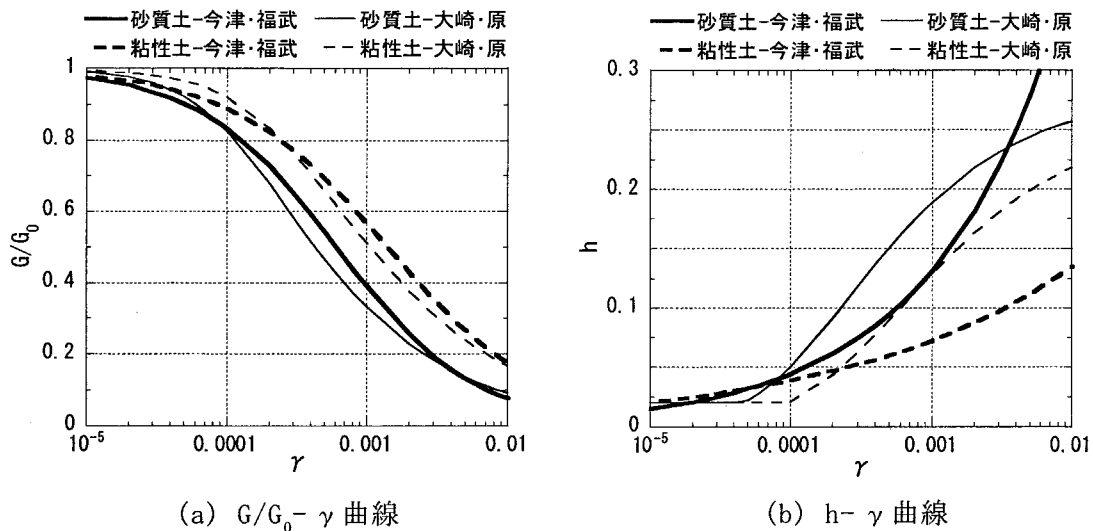 砂質土-今津・福武 砂質土-大崎・原
粘性土-今津・福武 粘性土-大崎・原
1
0.8
0.6
0.4
0.2
0
G/G₀
10⁻⁵ 0.0001 0.001 0.01
γ
(a) G/G₀- γ 曲線
砂質土-今津・福武 砂質土-大崎・原
粘性土-今津・福武 粘性土-大崎・原
0.3
0.2
0.1
0
h
10⁻⁵ 0.0001 0.001 0.01
γ
(b) h- γ 曲線